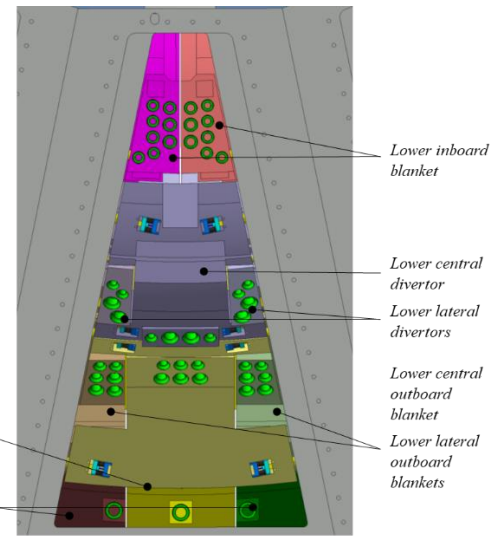 Lower inboard
blanket
Lower central
divertor
Lower lateral
divertors
Lower central
outboard
blanket
Lower lateral
outboard
blankets